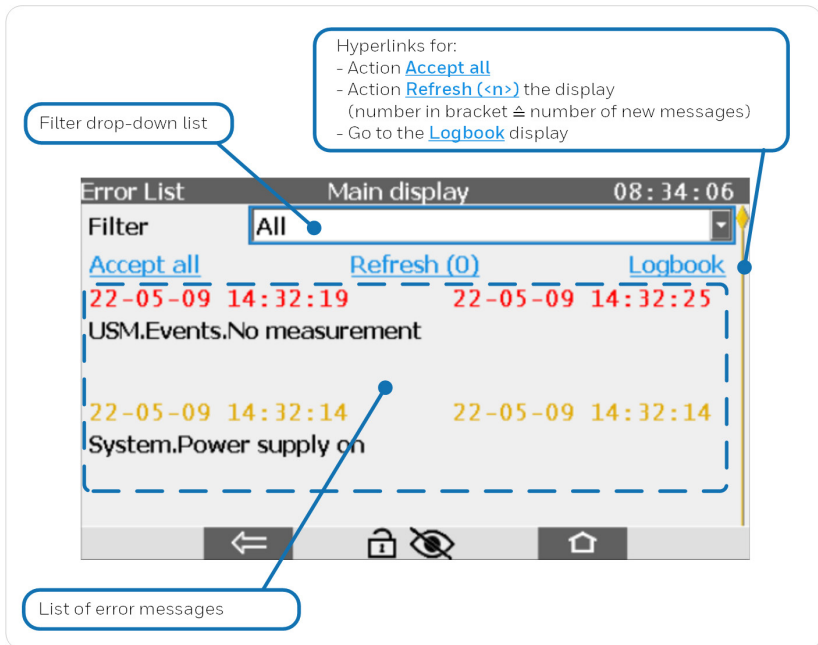 Hyperlinks for:
- Action Accept all
- Action Refresh (<n>) the display
(number in bracket ≙ number of new messages)
- Go to the Logbook display
Filter drop-down list
Error List Main display 08:34:06
Filter All
Accept all Refresh (0) Logbook
22-05-09 14:32:19 22-05-09 14:32:25
USM.Events.No measurement
22-05-09 14:32:14 22-05-09 14:32:14
System.Power supply on
List of error messages